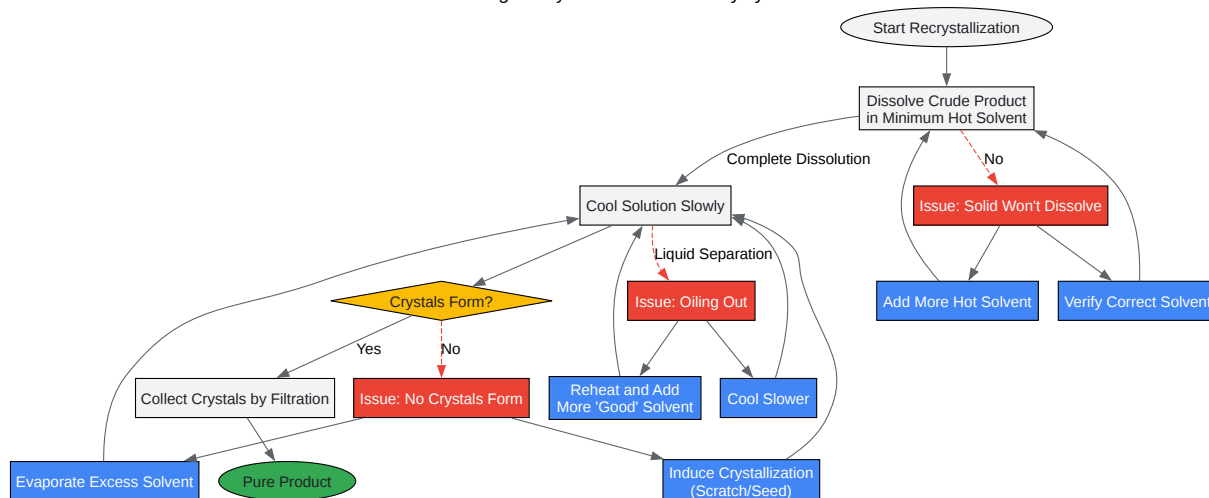 Start Recrystallization
Dissolve Crude Product
in Minimum Hot Solvent
Complete Dissolution
No
Cool Solution Slowly
Issue: Solid Won't Dissolve
Liquid Separation
Crystals Form?
Issue: Oiling Out
Add More Hot Solvent
Verify Correct Solvent
Yes
No
Collect Crystals by Filtration
Issue: No Crystals Form
Reheat and Add
More 'Good' Solvent
Cool Slower
Evaporate Excess Solvent
Pure Product
Induce Crystallization
(Scratch/Seed)